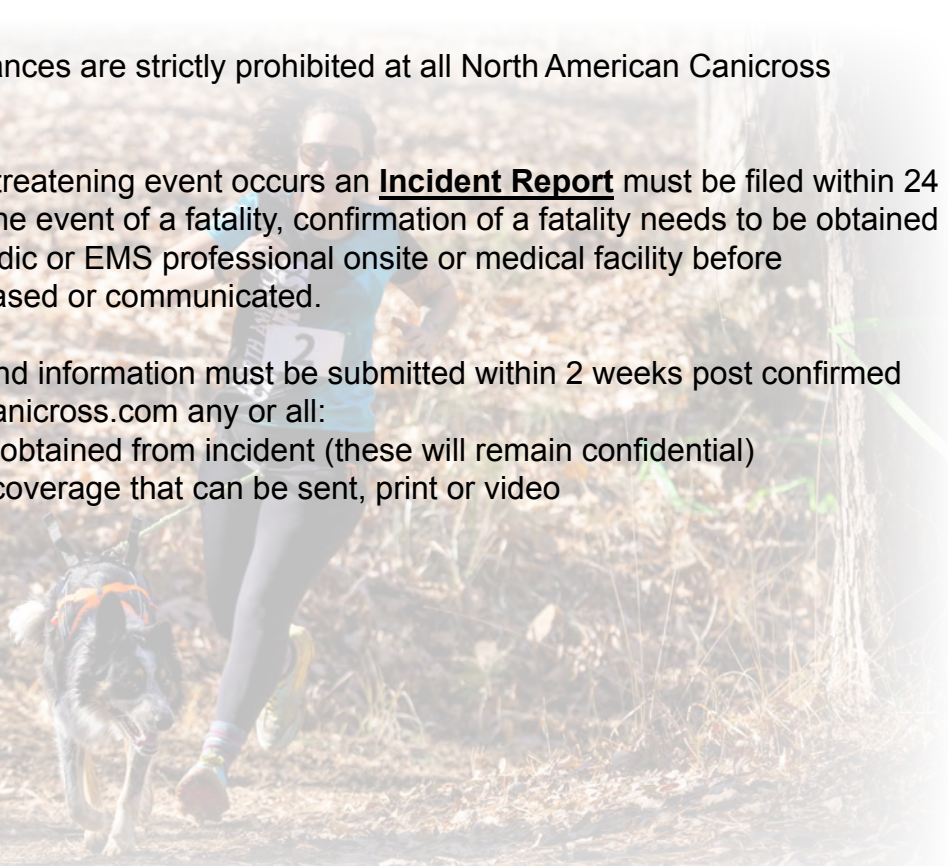 ances are strictly prohibited at all North American Canicross
treatening event occurs an Incident Report must be filed within 24
he event of a fatality, confirmation of a fatality needs to be obtained
dic or EMS professional onsite or medical facility before
ased or communicated.
nd information must be submitted within 2 weeks post confirmed
anicross.com any or all:
obtained from incident (these will remain confidential)
coverage that can be sent, print or video
2